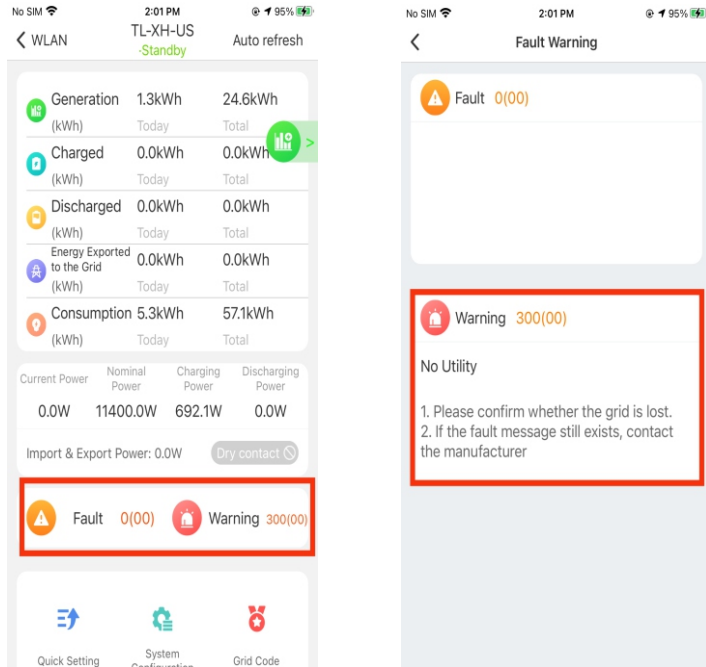 No SIM 2:01 PM 95%
WLAN TL-XH-US Auto refresh
·Standby
Generation 1.3kWh 24.6kWh
(kWh) Today Total
Charged 0.0kWh 0.0kWh
(kWh) Today Total
Discharged 0.0kWh 0.0kWh
(kWh) Today Total
Energy Exported
to the Grid 0.0kWh 0.0kWh
(kWh) Today Total
Consumption 5.3kWh 57.1kWh
(kWh) Today Total
Current Power Nominal Power Charging Power Discharging Power
0.0W 11400.0W 692.1W 0.0W
Import & Export Power: 0.0W Dry contact
Fault 0(00) Warning 300(00)
Quick Setting System Configuration Grid Code
No SIM 2:01 PM 95%
Fault Warning
Fault 0(00)
Warning 300(00)
No Utility
1. Please confirm whether the grid is lost.
2. If the fault message still exists, contact
the manufacturer